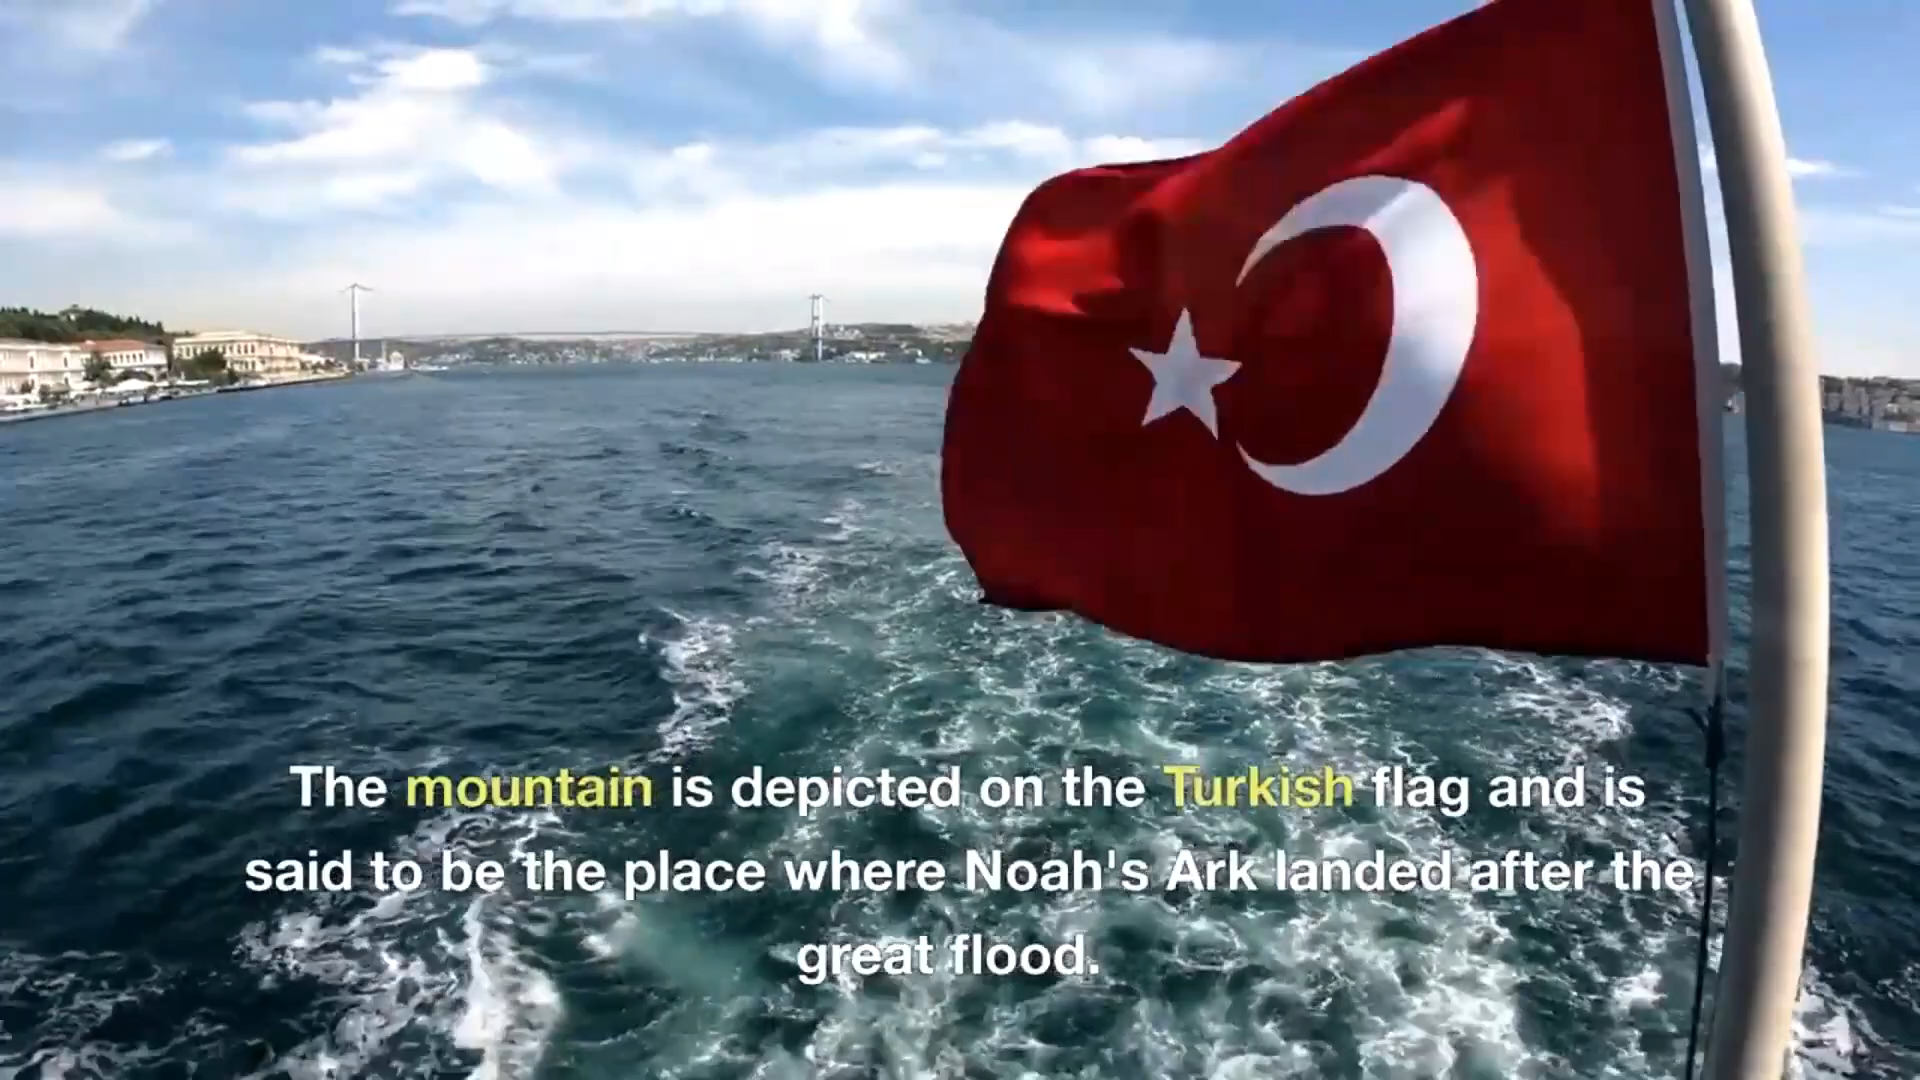 The mountain is depicted on the Turkish flag and is
said to be the place where Noah's Ark landed after the
great flood.